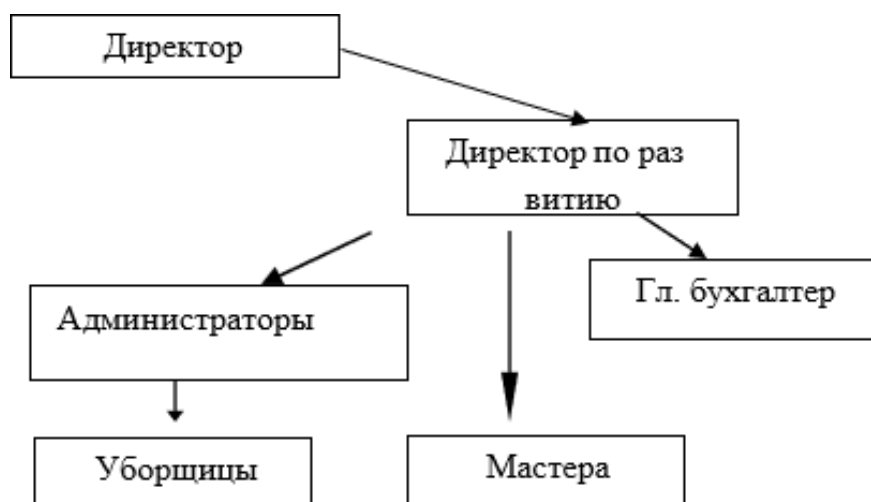 Директор
Директор по раз
витию
Гл. бухгалтер
Администраторы
Уборщицы
Мастера